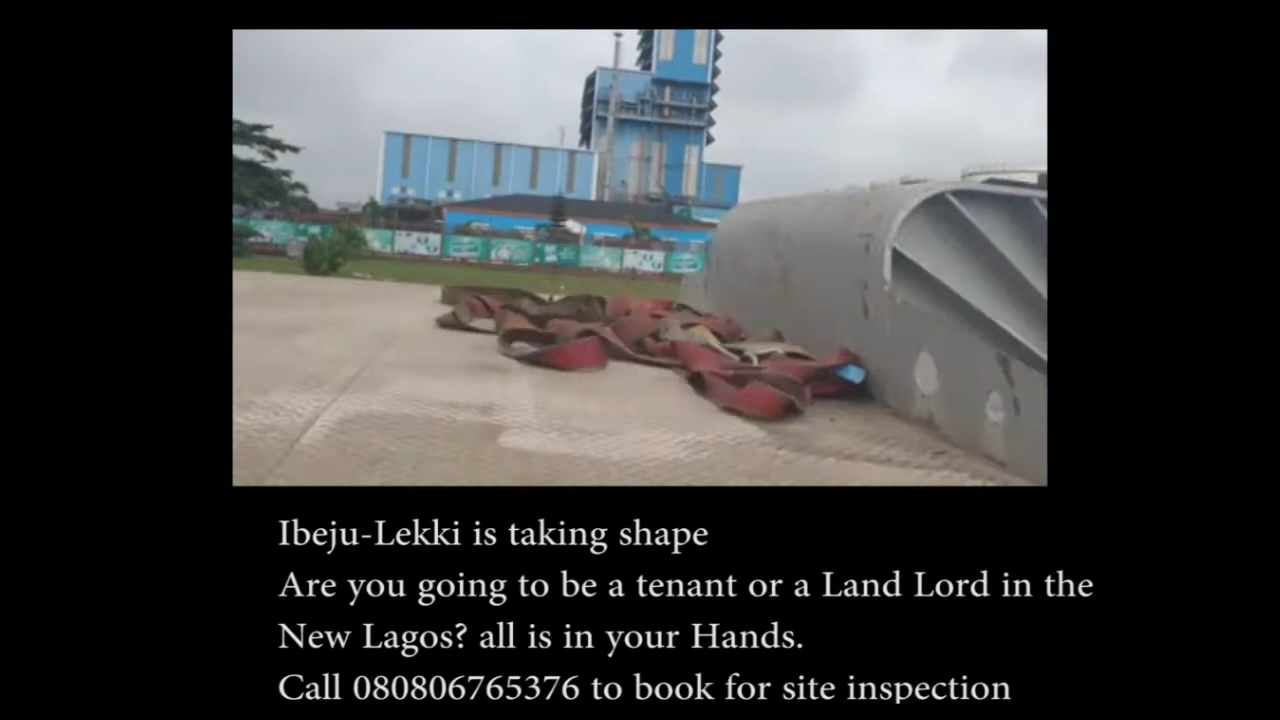 Ibeju-Lekki is taking shape
Are you going to be a tenant or a Land Lord in the
New Lagos? all is in your Hands.
Call 080806765376 to book for site inspection